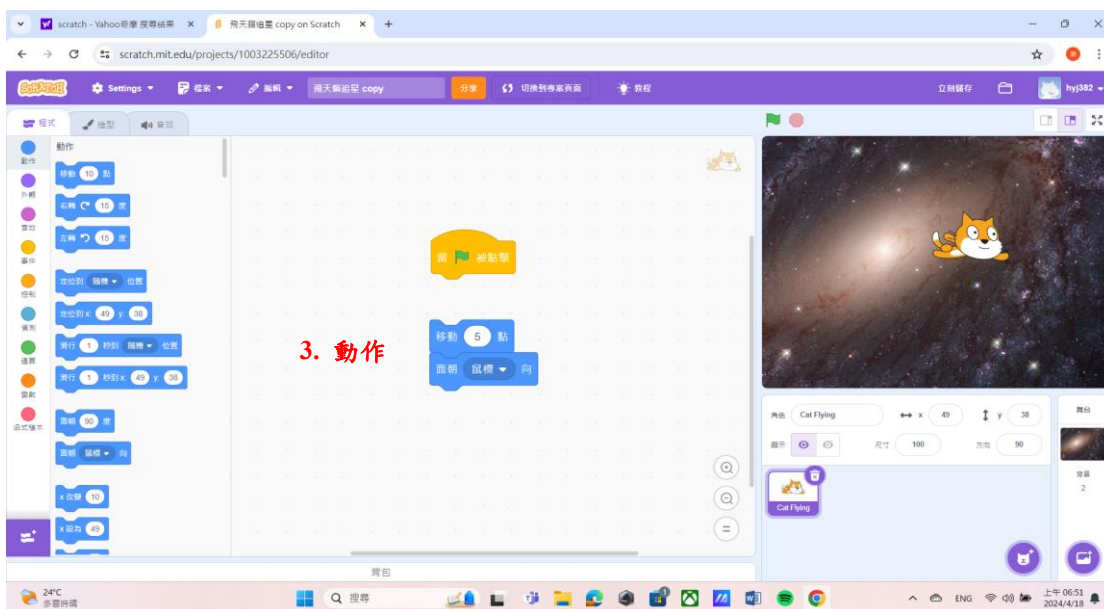 scratch - Yahoo奇摩 搜尋結果
飛天貓追星 copy on Scratch
scratch.mit.edu/projects/1003225506/editor
SCRATCH
Settings
檔案
編輯
飛天貓追星 copy
分享
切換到專案頁面
教程
立刻儲存
hyj382
程式
造型
音效
動作
外觀
音效
事件
控制
偵測
運算
變數
函式積木
動作
移動 10 點
右轉 15 度
左轉 15 度
定位到 隨機 位置
定位到 x: 49 y: 38
滑行 1 秒到 隨機 位置
滑行 1 秒到 x: 49 y: 38
面朝 90 度
面朝 鼠標 向
x 改變 10
x 設為 49
當 被點擊
移動 5 點
面朝 鼠標 向
3. 動作
角色 Cat Flying x 49 y 38
顯示 尺寸 100 方向 90
Cat Flying
舞台
背景
2
背包
24°C
多雲時晴
搜尋
ENG
上午 06:51
2024/4/18